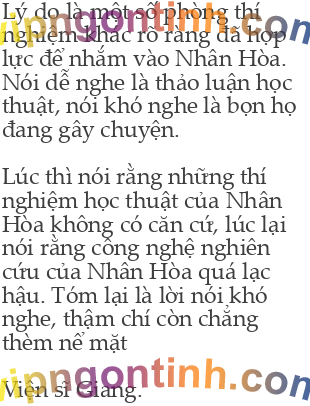 Lý do là một số phòng thí
nghiệm khác rõ ràng đã hợp
lực để nhắm vào Nhân Hòa.
Nói dễ nghe là thảo luận học
thuật, nói khó nghe là bọn họ
đang gây chuyện.
Lúc thì nói rằng những thí
nghiệm học thuật của Nhân
Hòa không có căn cứ, lúc lại
nói rằng công nghệ nghiên
cứu của Nhân Hòa quá lạc
hậu. Tóm lại là lời nói khó
nghe, thậm chí còn chẳng
thèm nể mặt
Viện sĩ Giang.
vipngontinh.com
vipngontinh.com